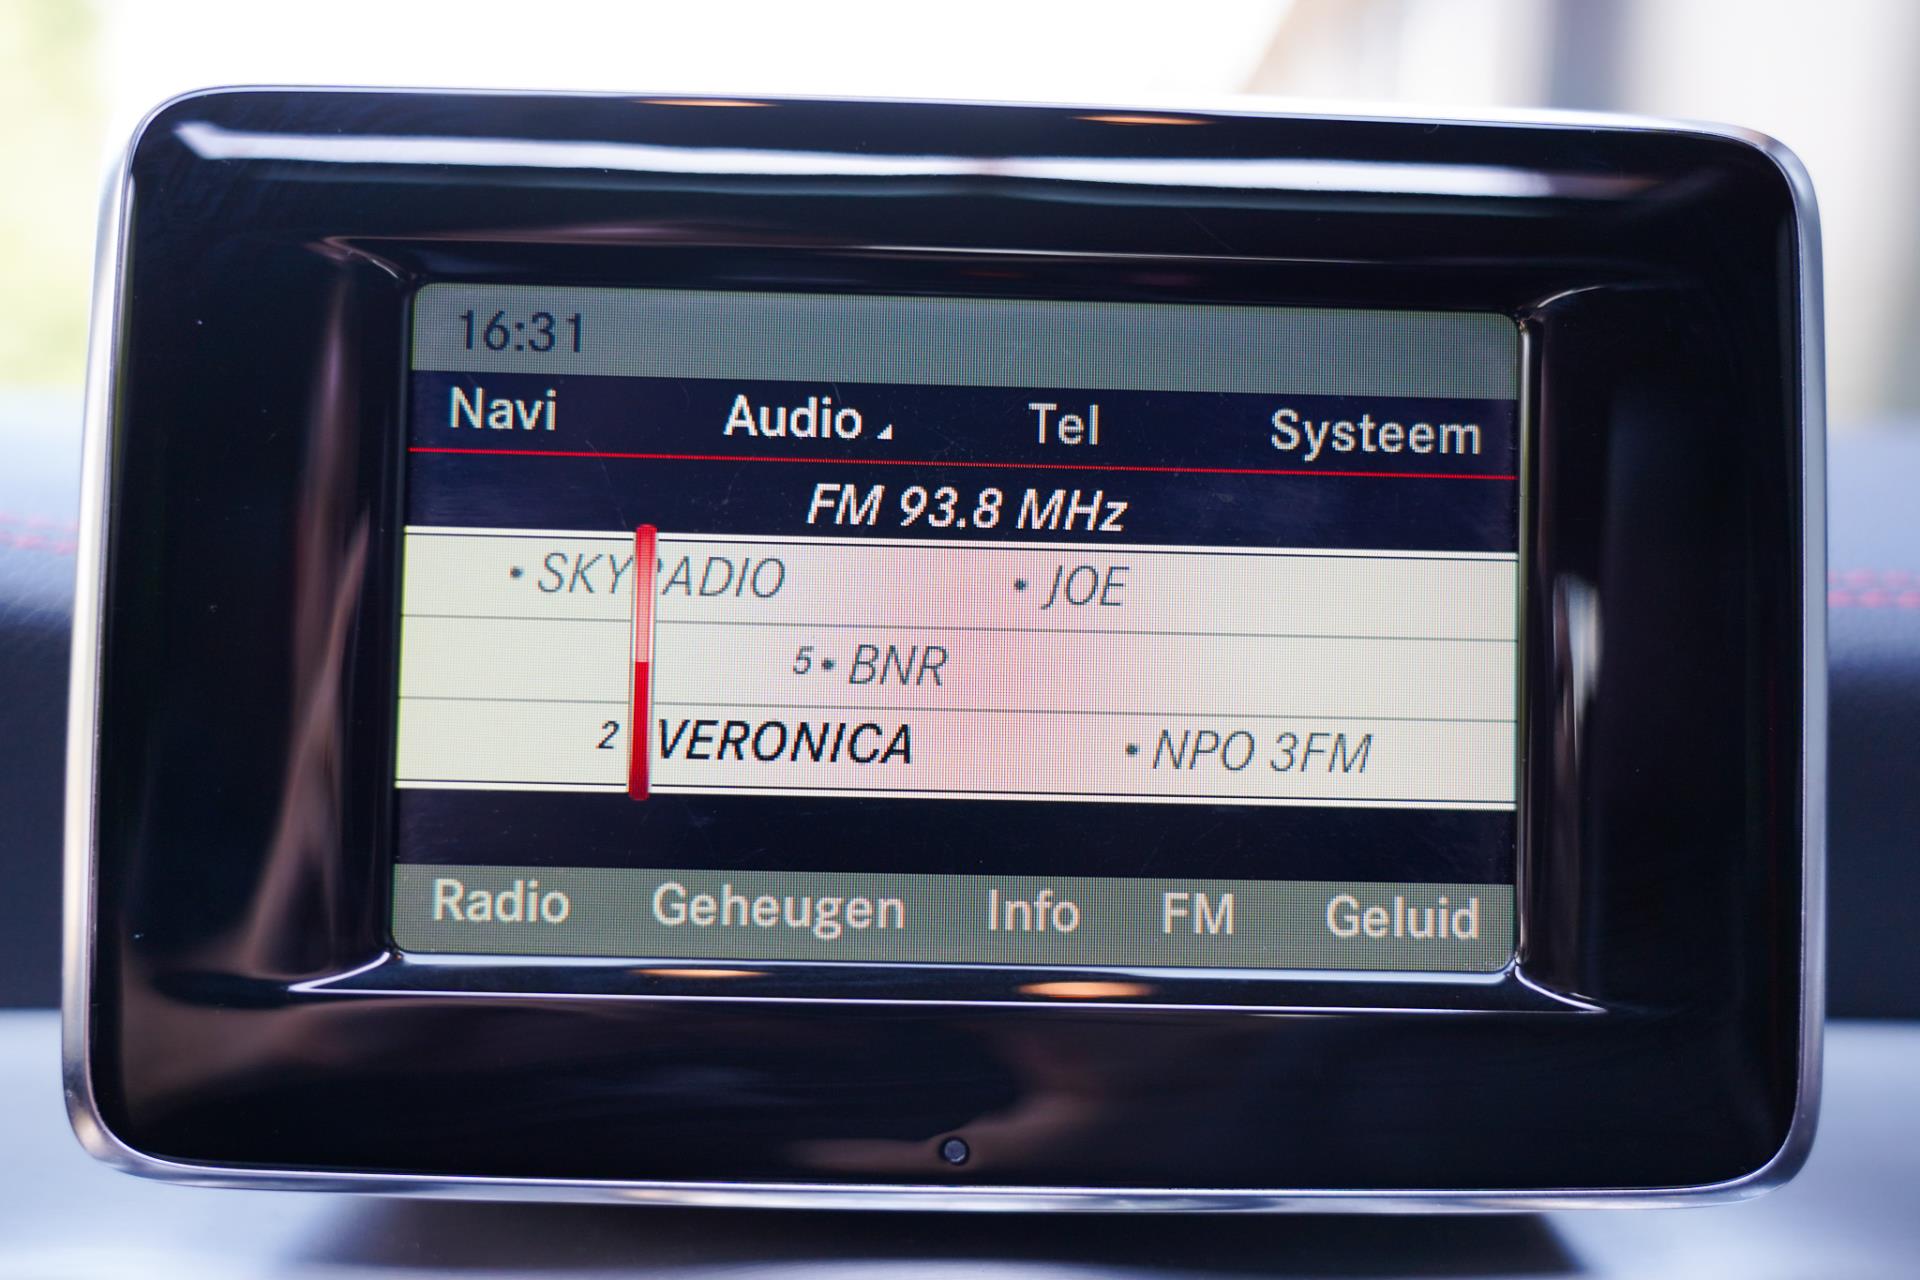 16:31
Navi Audio Tel Systeem
FM 93.8 MHz
• SKYRADIO • JOE
5 • BNR
2 VERONICA • NPO 3FM
Radio Geheugen Info FM Geluid